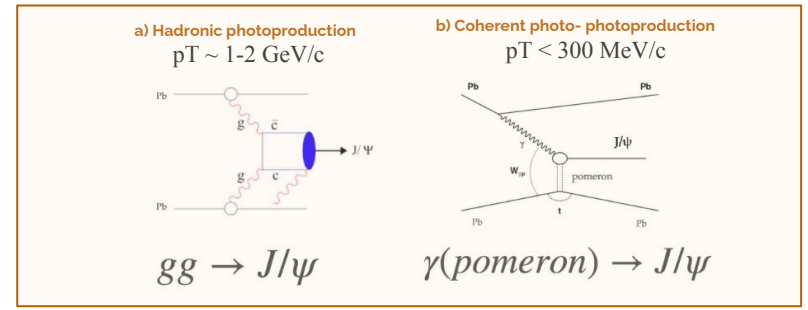 a) Hadronic photoproduction
pT ~ 1-2 GeV/c
Pb
g
c̄
J/Ψ
g
c
Pb
gg → J/ψ
b) Coherent photo- photoproduction
pT < 300 MeV/c
Pb
Pb
γ
J/ψ
Wγp
pomeron
t
Pb
Pb
γ(pomeron) → J/ψ